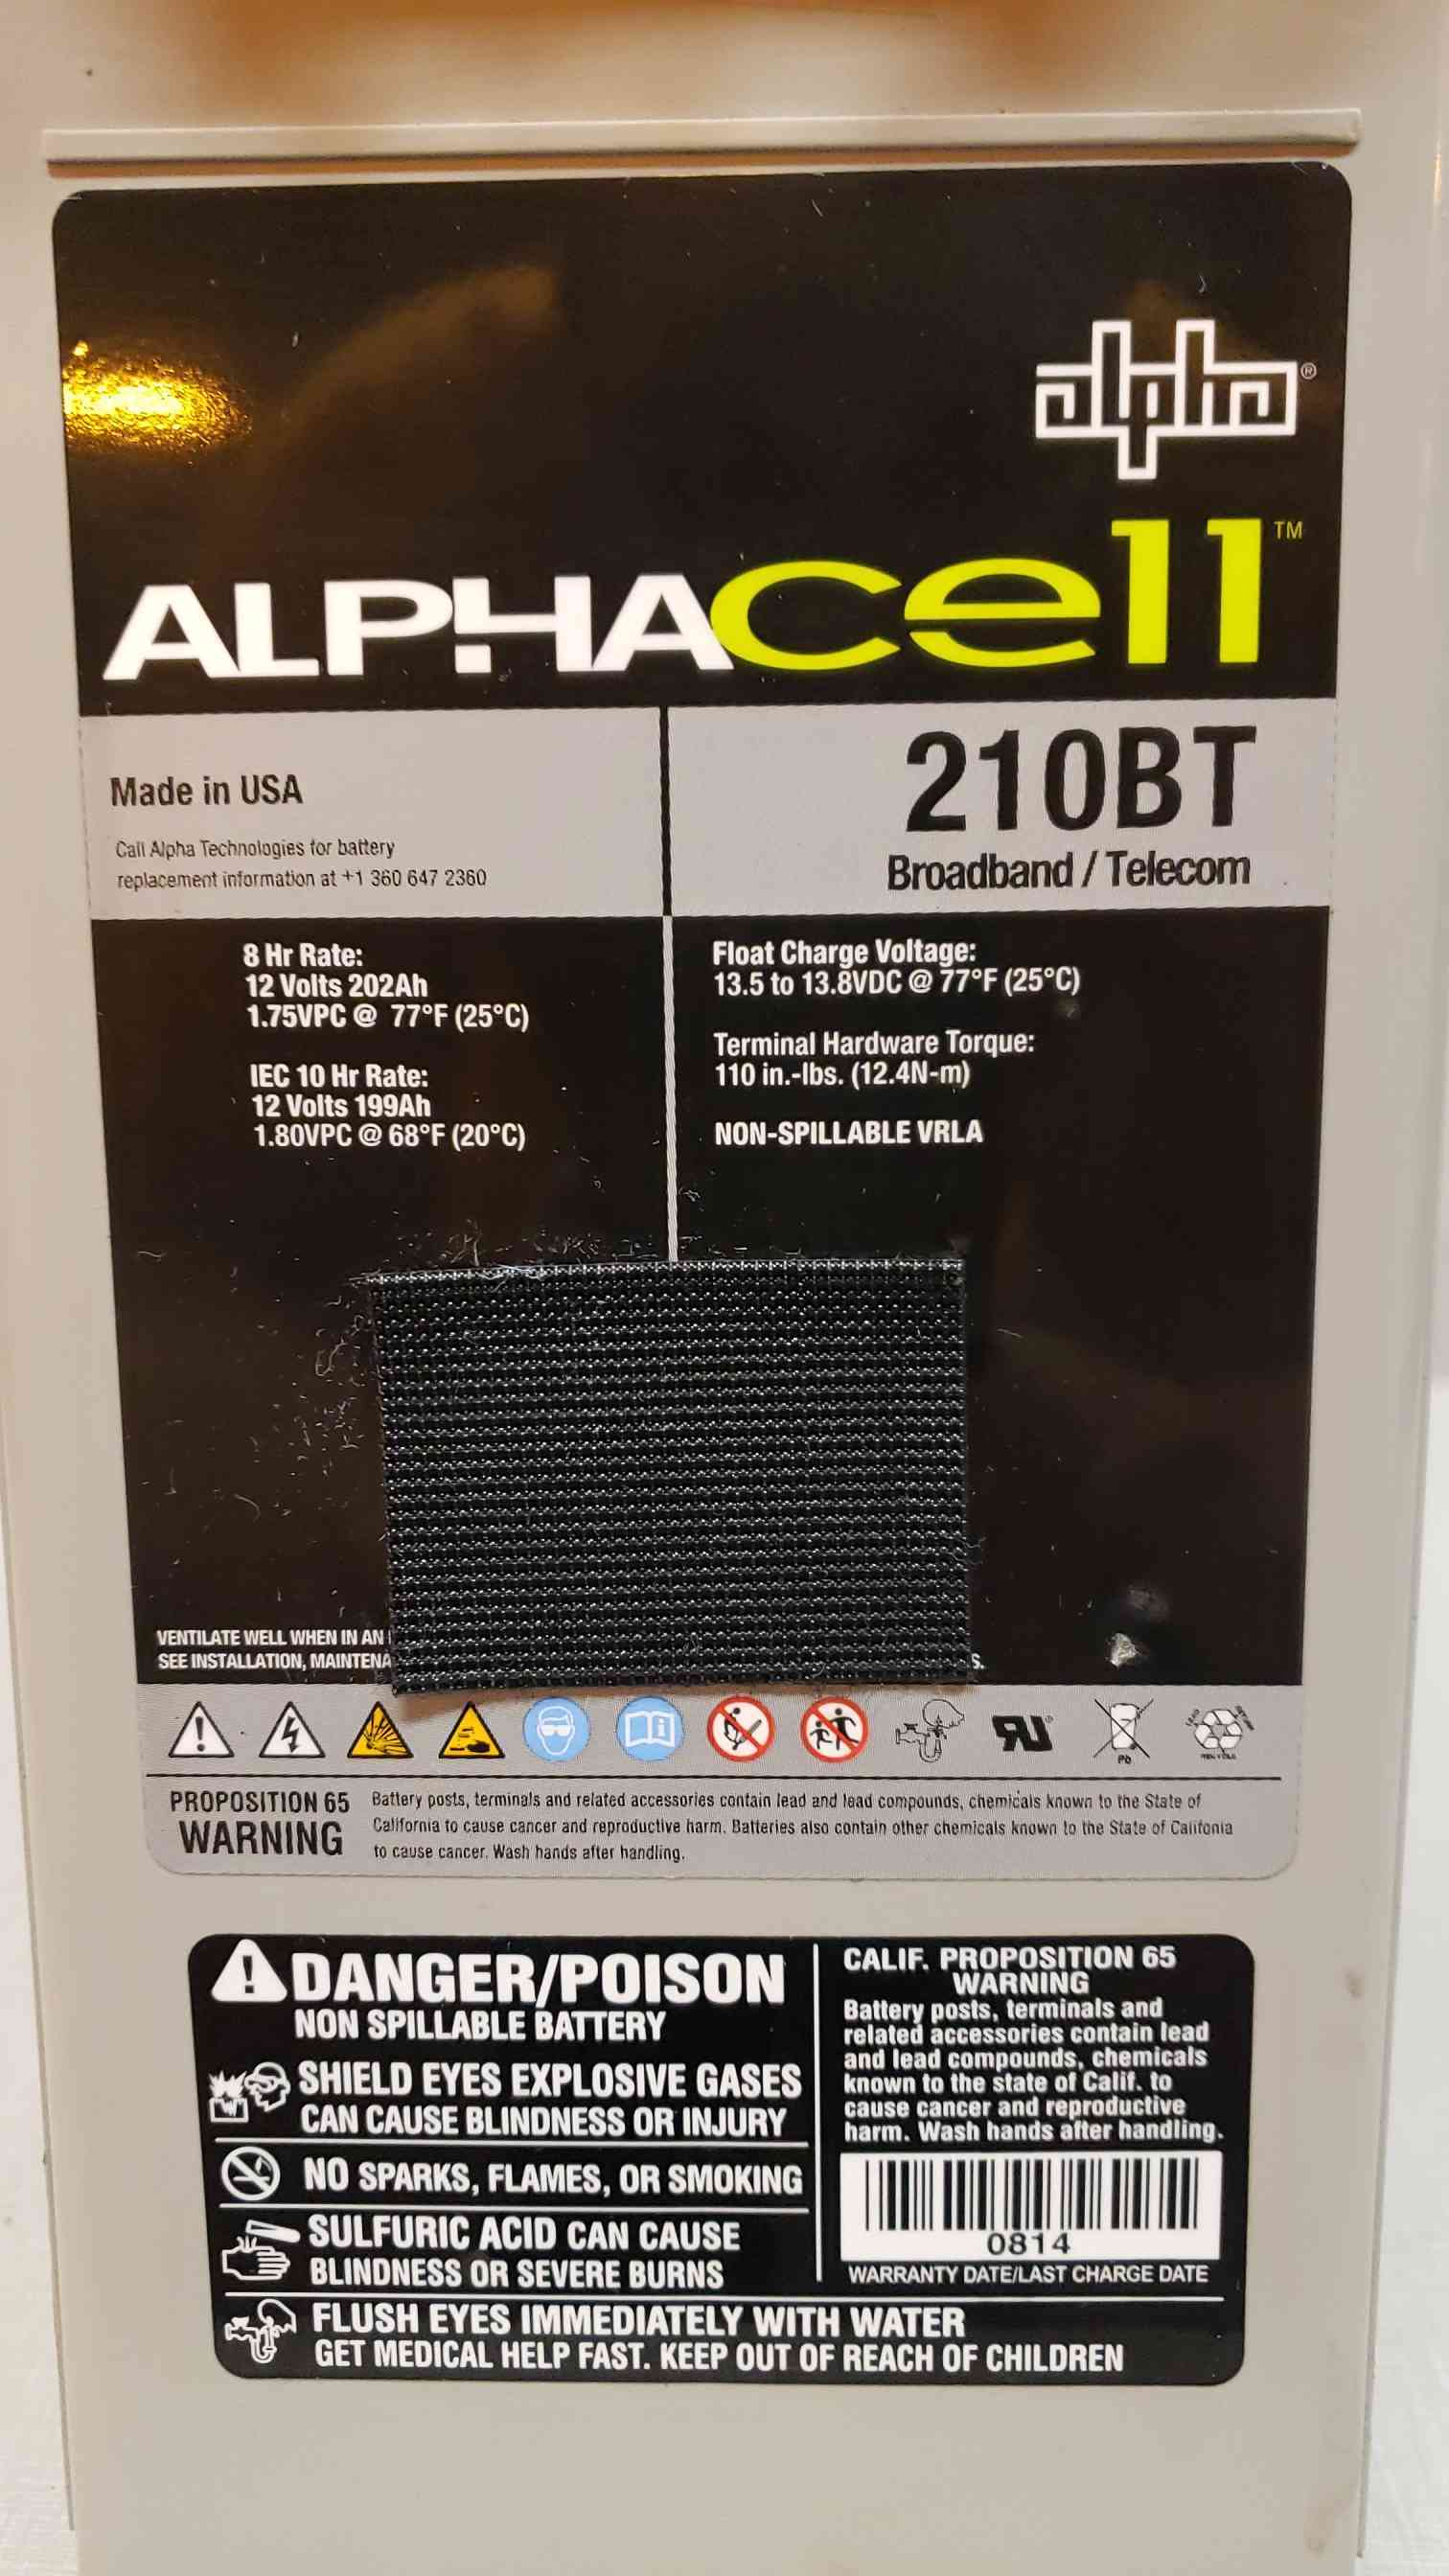 alpha®
ALPHAcell™
Made in USA
Call Alpha Technologies for battery
replacement information at +1 360 647 2360
210BT
Broadband / Telecom
8 Hr Rate:
12 Volts 202Ah
1.75VPC @ 77°F (25°C)
IEC 10 Hr Rate:
12 Volts 199Ah
1.80VPC @ 68°F (20°C)
Float Charge Voltage:
13.5 to 13.8VDC @ 77°F (25°C)
Terminal Hardware Torque:
110 in.-lbs. (12.4N-m)
NON-SPILLABLE VRLA
VENTILATE WELL WHEN IN AN
SEE INSTALLATION,
Pb
PROPOSITION 65
WARNING
Battery posts, terminals and related accessories contain lead and lead compounds, chemicals known to the State of
California to cause cancer and reproductive harm. Batteries also contain other chemicals known to the State of Califonia
to cause cancer. Wash hands after handling.
DANGER/POISON
NON SPILLABLE BATTERY
SHIELD EYES EXPLOSIVE GASES
CAN CAUSE BLINDNESS OR INJURY
NO SPARKS, FLAMES, OR SMOKING
SULFURIC ACID CAN CAUSE
BLINDNESS OR SEVERE BURNS
FLUSH EYES IMMEDIATELY WITH WATER
GET MEDICAL HELP FAST. KEEP OUT OF REACH OF CHILDREN
CALIF. PROPOSITION 65
WARNING
Battery posts, terminals and
related accessories contain lead
and lead compounds, chemicals
known to the state of Calif. to
cause cancer and reproductive
harm. Wash hands after handling.
0814
WARRANTY DATE/LAST CHARGE DATE